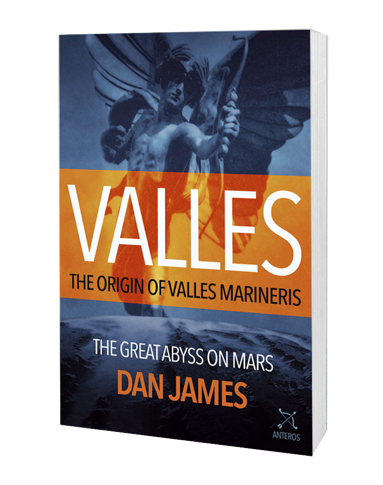 VALLES
THE ORIGIN OF VALLES MARINERIS
THE GREAT ABYSS ON MARS
DAN JAMES
ANTEROS